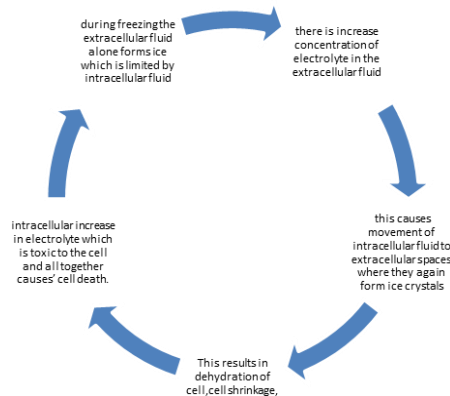 during freezing the
extracellular fluid
alone forms ice
which is limited by
intracellular fluid
there is increase
concentration of
electrolyte in the
extracellular fluid
this causes
movement of
intracellular fluid to
extracellular spaces
where they again
form ice crystals
This results in
dehydration of
cell,cell shrinkage,
intracellular increase
in electrolyte which
is toxic to the cell
and all together
causes' cell death.